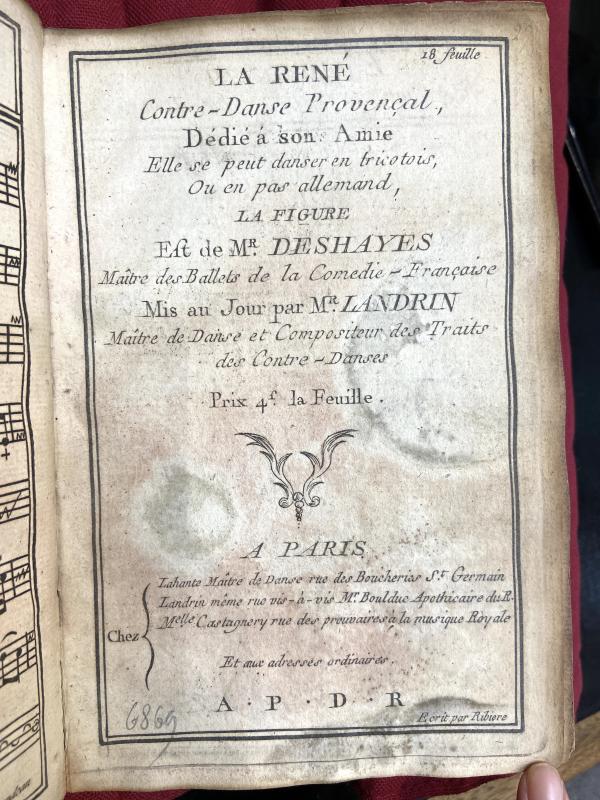 18 feuille
LA RENÉ
Contre-Danse Provençal,
Dédié à son Amie
Elle se peut danser en tricotois,
Ou en pas allemand,
LA FIGURE
Est de Mr. DESHAYES
Maître des Ballets de la Comedie-Française
Mis au Jour par Mr. LANDRIN
Maître de Danse et Compositeur des Traits
des Contre-Danses
Prix 4f. la Feuille.
A PARIS
Chez
Lahante Maître de Danse rue des Boucheries St. Germain
Landrin même rue vis-à-vis Mr. Boulduc Apothicaire du R.
Melle Castagnery rue des prouvaires à la musique Royale
Et aux adresses ordinaires.
A. P. D. R
6869
Ecrit par Ribiere